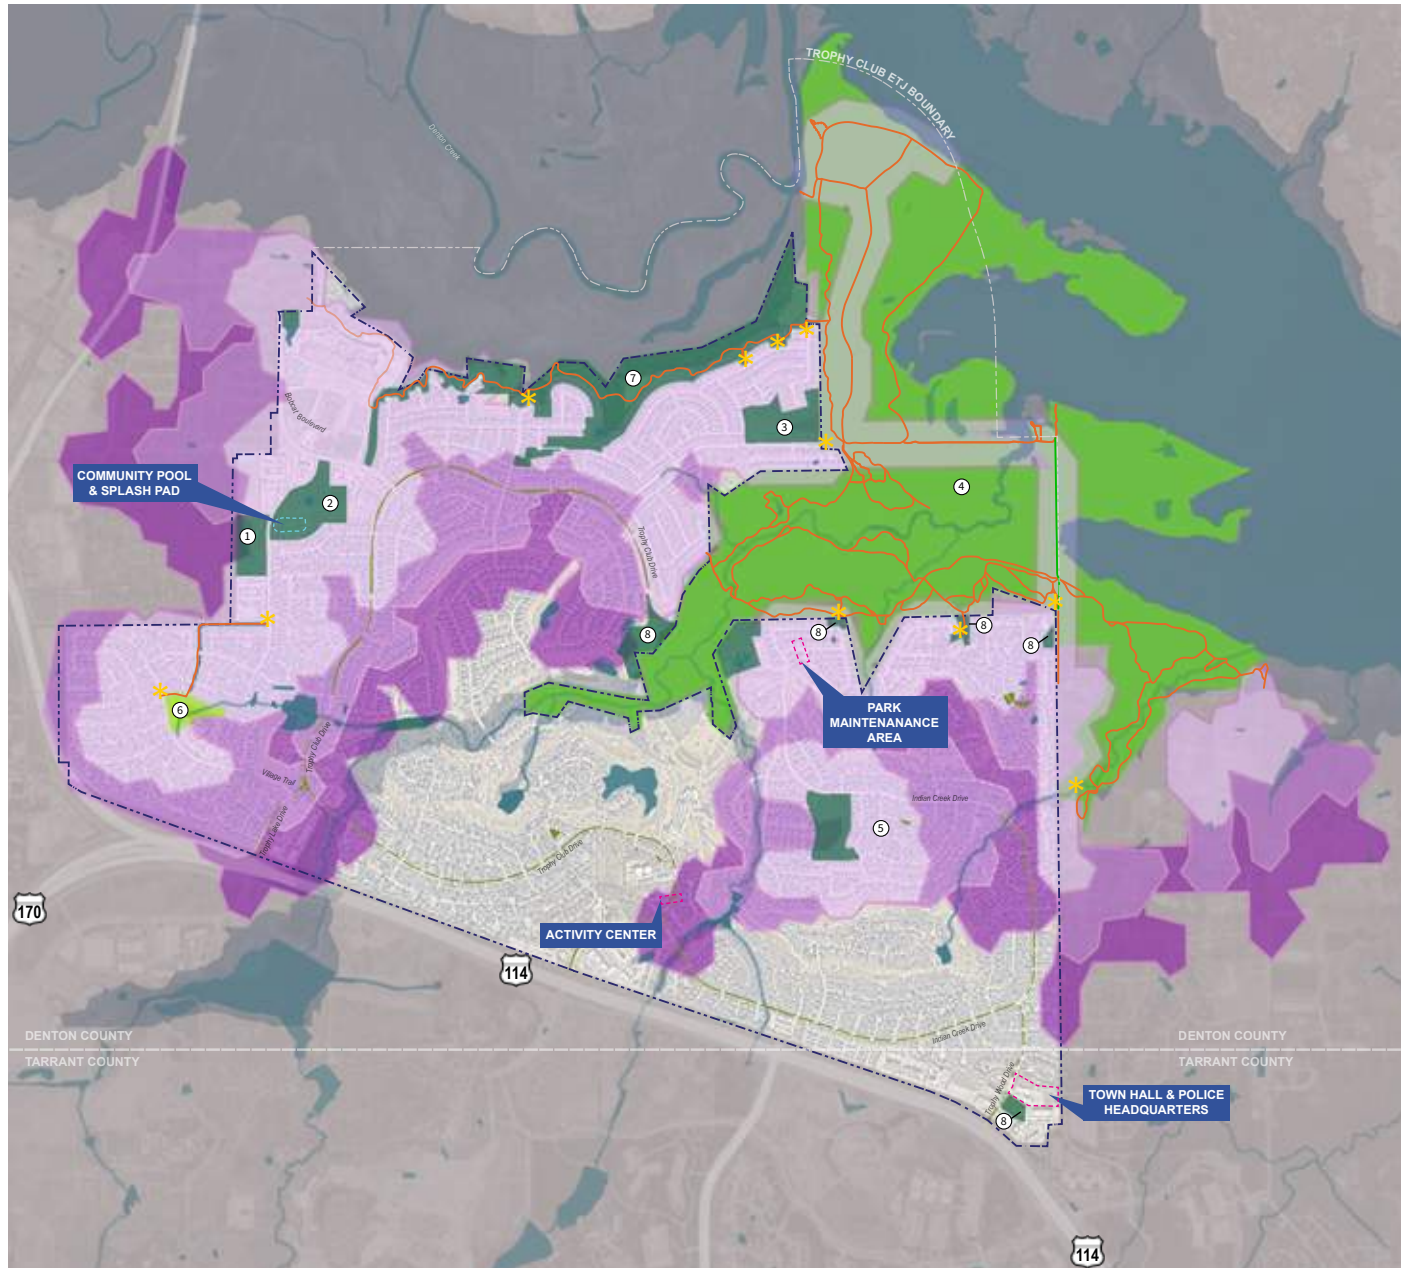 TROPHY CLUB ETJ BOUNDARY
Denton Creek
7
Bobcat Boulevard
3
COMMUNITY POOL
& SPLASH PAD
2
4
1
Trophy Club Drive
8
8
8
8
6
PARK
MAINTENANANCE
AREA
Trophy Club Drive
Village Trail
Indian Creek Drive
5
Trophy Lake Drive
Trophy Club Drive
170
ACTIVITY CENTER
114
Indian Creek Drive
DENTON COUNTY
DENTON COUNTY
TARRANT COUNTY
TARRANT COUNTY
Trophy Wood Drive
TOWN HALL & POLICE
HEADQUARTERS
8
114